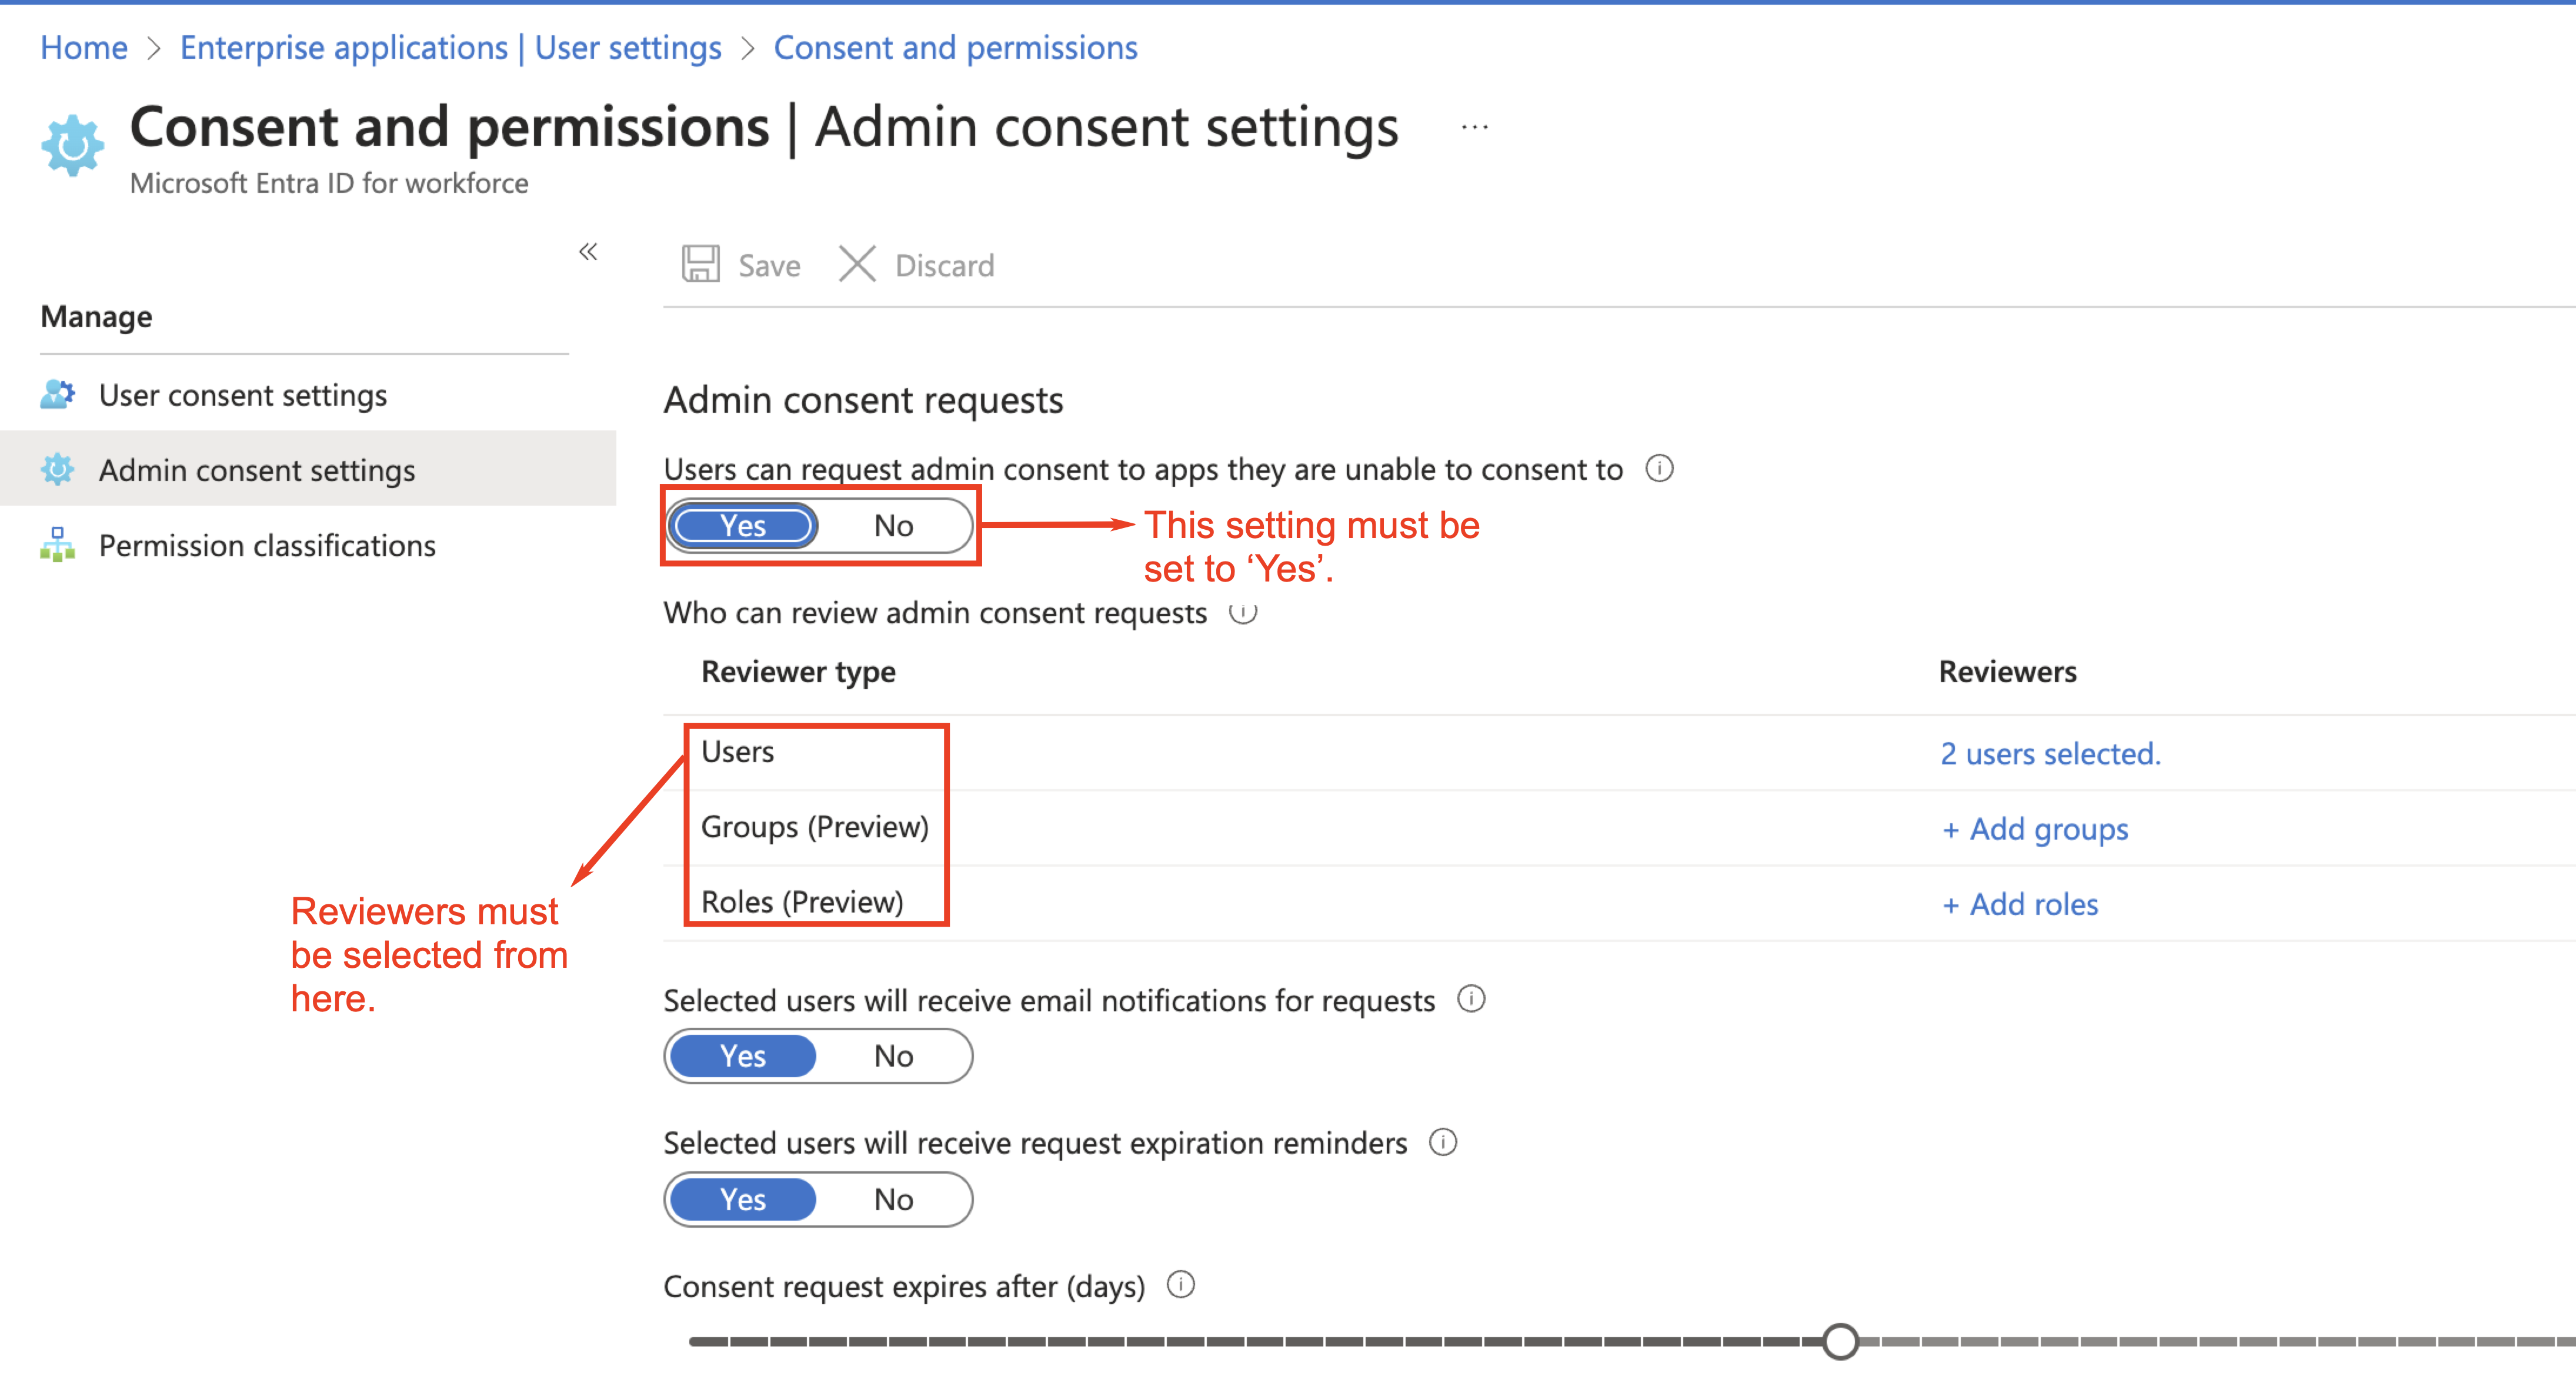 Home > Enterprise applications | User settings > Consent and permissions
Consent and permissions | Admin consent settings ...
Microsoft Entra ID for workforce
«
Save Discard
Manage
User consent settings
Admin consent settings
Permission classifications
Admin consent requests
Users can request admin consent to apps they are unable to consent to
Yes No
This setting must be
set to ‘Yes’.
Who can review admin consent requests
Reviewer type Reviewers
Users 2 users selected.
Groups (Preview) + Add groups
Roles (Preview) + Add roles
Reviewers must
be selected from
here.
Selected users will receive email notifications for requests
Yes No
Selected users will receive request expiration reminders
Yes No
Consent request expires after (days)